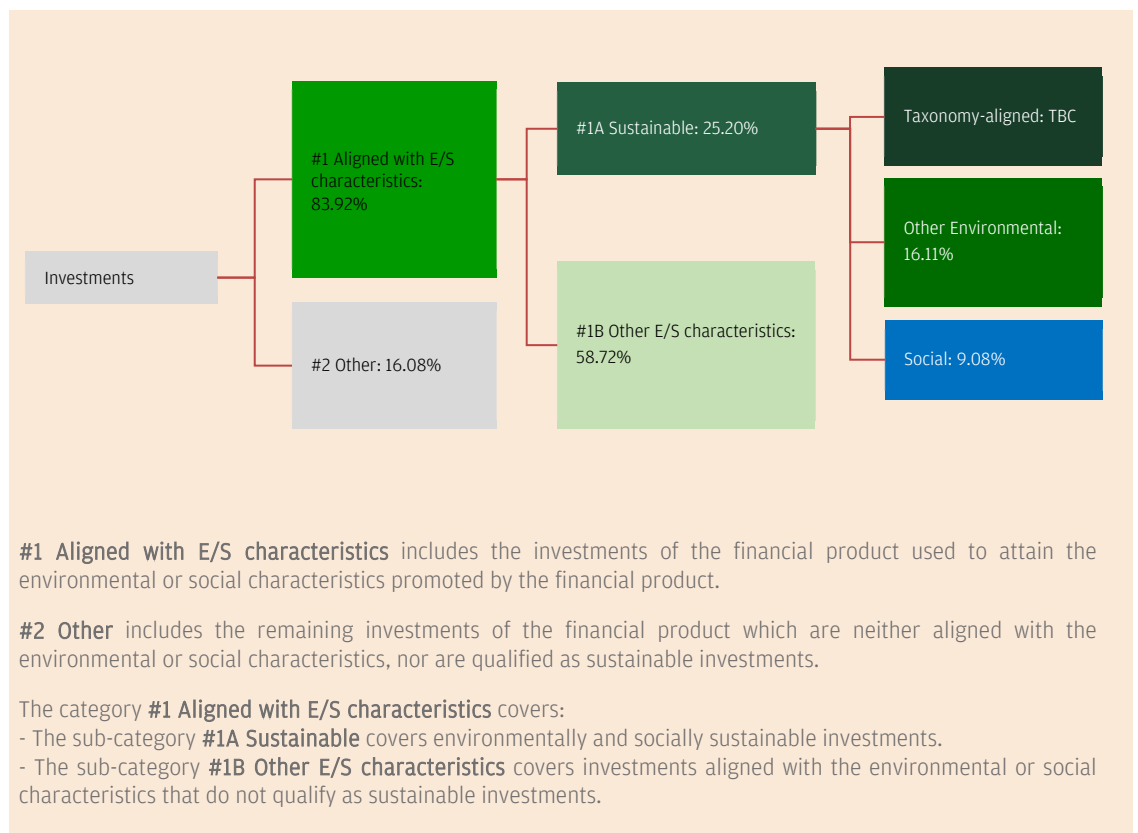 Investments
#1 Aligned with E/S
characteristics:
83.92%
#2 Other: 16.08%
#1A Sustainable: 25.20%
#1B Other E/S characteristics:
58.72%
Taxonomy-aligned: TBC
Other Environmental:
16.11%
Social: 9.08%
#1 Aligned with E/S characteristics includes the investments of the financial product used to attain the
environmental or social characteristics promoted by the financial product.
#2 Other includes the remaining investments of the financial product which are neither aligned with the
environmental or social characteristics, nor are qualified as sustainable investments.
The category #1 Aligned with E/S characteristics covers:
- The sub-category #1A Sustainable covers environmentally and socially sustainable investments.
- The sub-category #1B Other E/S characteristics covers investments aligned with the environmental or social
characteristics that do not qualify as sustainable investments.